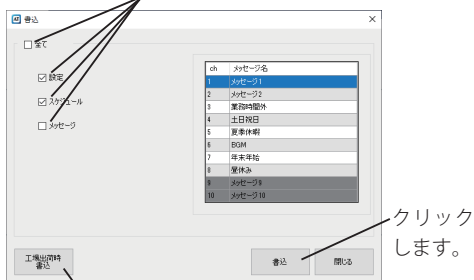 書込
全て
設定
スケジュール
メッセージ
ch メッセージ名
1 メッセージ1
2 メッセージ2
3 業務時間外
4 土日祝日
5 夏季休暇
6 BGM
7 年末年始
8 昼休み
9 メッセージ9
10 メッセージ10
クリック
します。
工場出荷時
書込
書込
閉じる